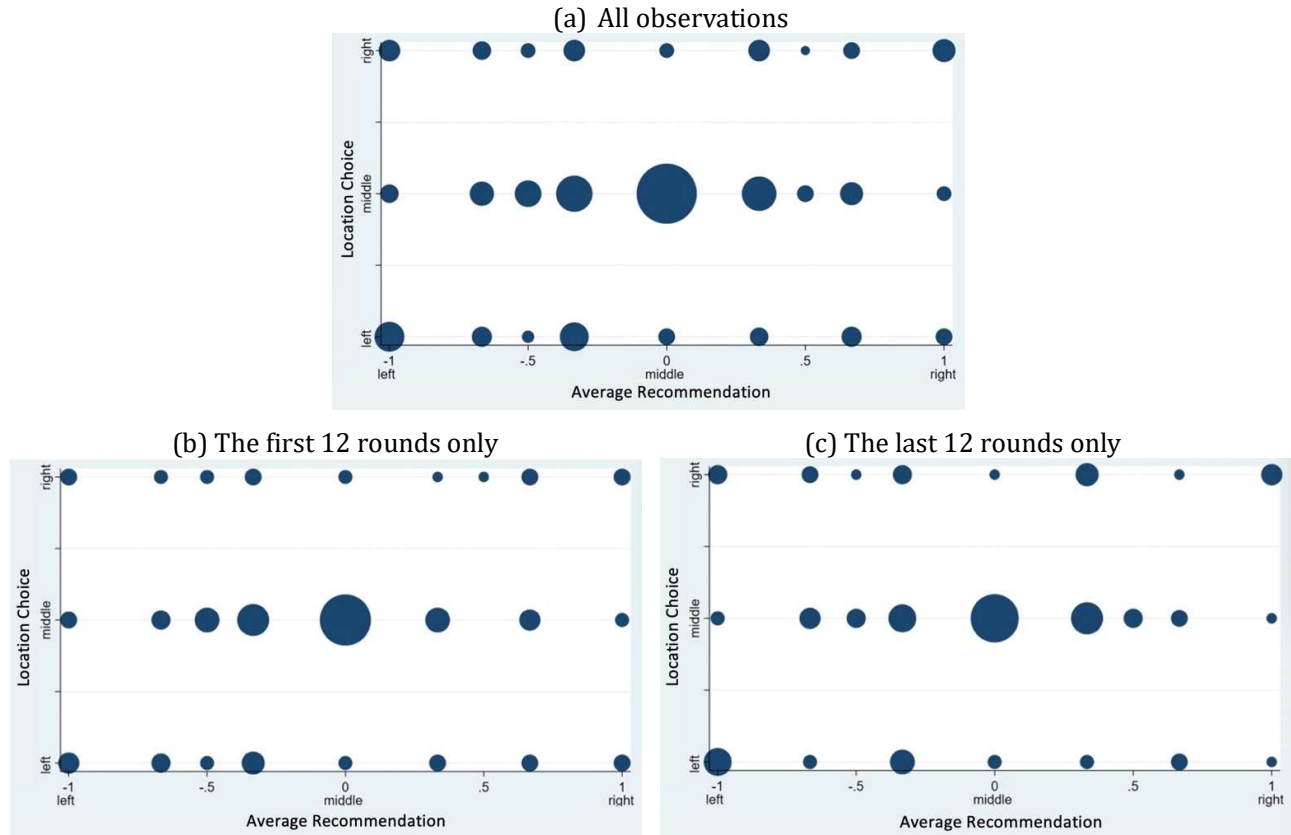 (a) All observations
right
middle
left
Location Choice
-1 -.5 0 .5 1
left middle right
Average Recommendation
(b) The first 12 rounds only
right
middle
left
Location Choice
-1 -.5 0 .5 1
left middle right
Average Recommendation
(c) The last 12 rounds only
right
middle
left
Location Choice
-1 -.5 0 .5 1
left middle right
Average Recommendation